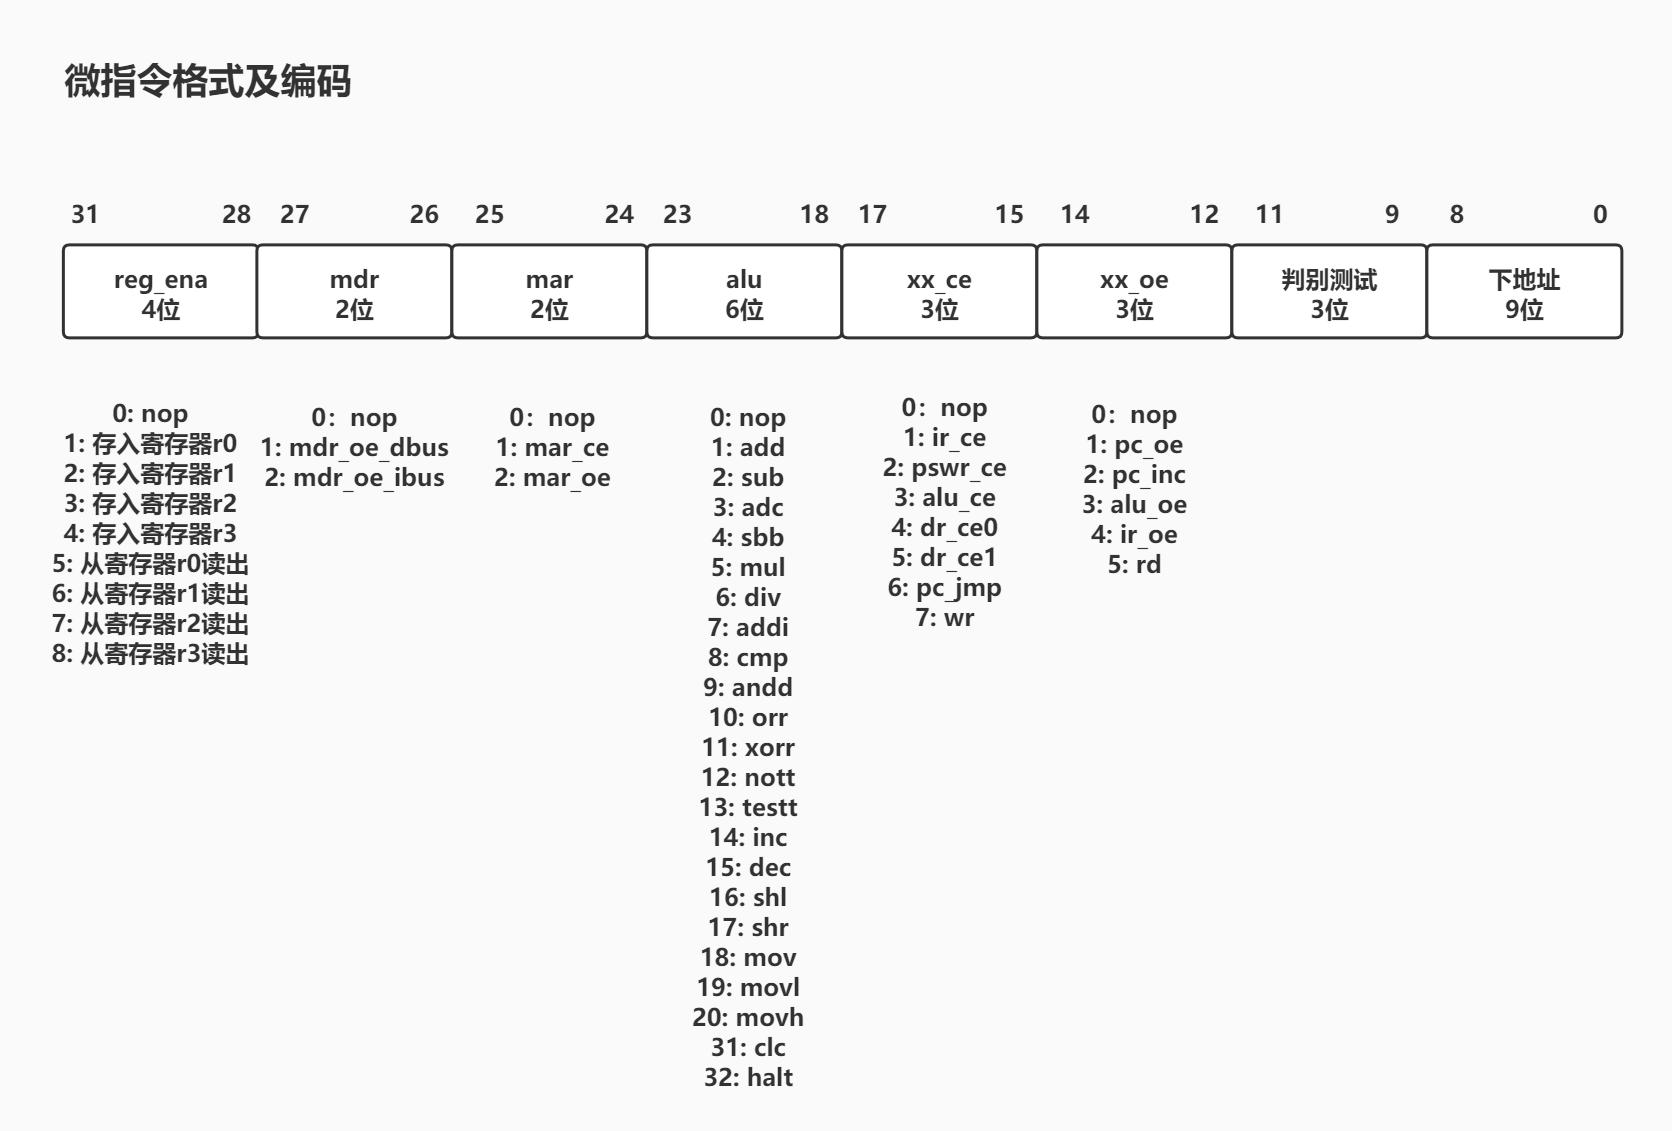 微指令格式及编码
31 28 27 26 25 24 23 18 17 15 14 12 11 9 8 0
reg_ena
4位
mdr
2位
mar
2位
alu
6位
xx_ce
3位
xx_oe
3位
判别测试
3位
下地址
9位
0: nop
1: 存入寄存器r0
2: 存入寄存器r1
3: 存入寄存器r2
4: 存入寄存器r3
5: 从寄存器r0读出
6: 从寄存器r1读出
7: 从寄存器r2读出
8: 从寄存器r3读出
0：nop
1: mdr_oe_dbus
2: mdr_oe_ibus
0：nop
1: mar_ce
2: mar_oe
0: nop
1: add
2: sub
3: adc
4: sbb
5: mul
6: div
7: addi
8: cmp
9: andd
10: orr
11: xorr
12: nott
13: testt
14: inc
15: dec
16: shl
17: shr
18: mov
19: movl
20: movh
31: clc
32: halt
0：nop
1: ir_ce
2: pswr_ce
3: alu_ce
4: dr_ce0
5: dr_ce1
6: pc_jmp
7: wr
0：nop
1: pc_oe
2: pc_inc
3: alu_oe
4: ir_oe
5: rd